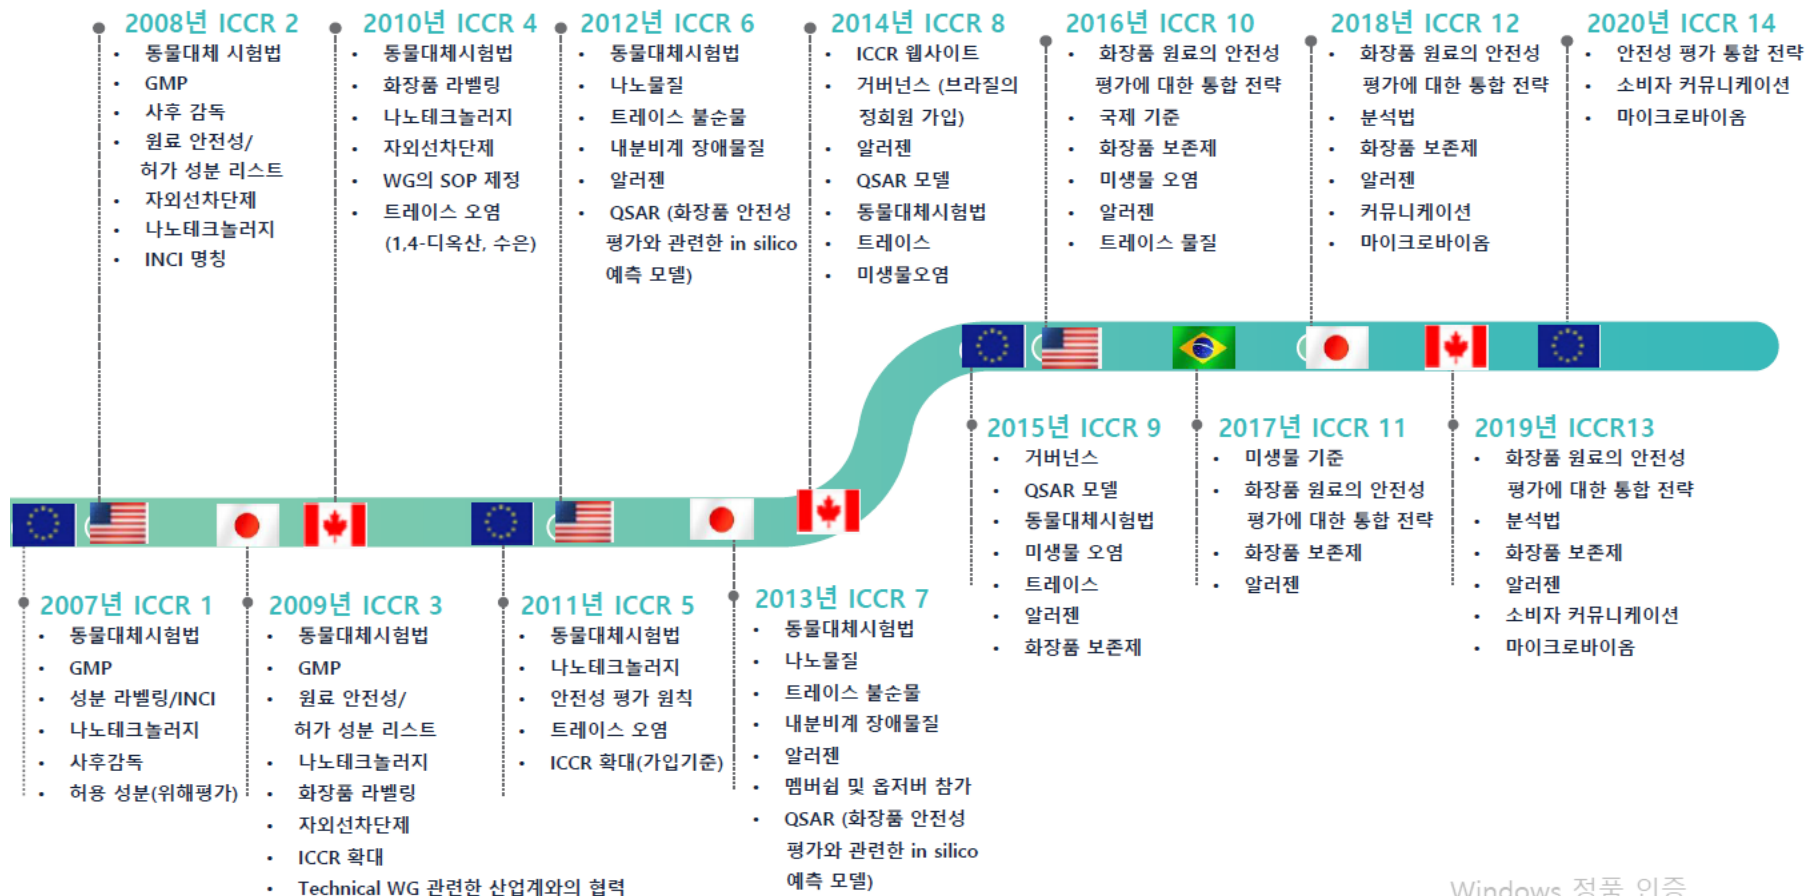 2008년 ICCR 2
• 동물대체 시험법
• GMP
• 사후 감독
• 원료 안전성/
허가 성분 리스트
• 자외선차단제
• 나노테크놀러지
• INCI 명칭
2010년 ICCR 4
• 동물대체시험법
• 화장품 라벨링
• 나노테크놀러지
• 자외선차단제
• WG의 SOP 제정
• 트레이스 오염
(1,4-디옥산, 수은)
2012년 ICCR 6
• 동물대체시험법
• 나노물질
• 트레이스 불순물
• 내분비계 장애물질
• 알러젠
• QSAR (화장품 안전성
평가와 관련한 in silico
예측 모델)
2014년 ICCR 8
• ICCR 웹사이트
• 거버넌스 (브라질의
정회원 가입)
• 알러젠
• QSAR 모델
• 동물대체시험법
• 트레이스
• 미생물오염
2016년 ICCR 10
• 화장품 원료의 안전성
평가에 대한 통합 전략
• 국제 기준
• 화장품 보존제
• 미생물 오염
• 알러젠
• 트레이스 물질
2018년 ICCR 12
• 화장품 원료의 안전성
평가에 대한 통합 전략
• 분석법
• 화장품 보존제
• 알러젠
• 커뮤니케이션
• 마이크로바이옴
2020년 ICCR 14
• 안전성 평가 통합 전략
• 소비자 커뮤니케이션
• 마이크로바이옴
2007년 ICCR 1
• 동물대체시험법
• GMP
• 성분 라벨링/INCI
• 나노테크놀러지
• 사후감독
• 허용 성분(위해평가)
2009년 ICCR 3
• 동물대체시험법
• GMP
• 원료 안전성/
허가 성분 리스트
• 나노테크놀러지
• 화장품 라벨링
• 자외선차단제
• ICCR 확대
• Technical WG 관련한 산업계와의 협력
2011년 ICCR 5
• 동물대체시험법
• 나노테크놀러지
• 안전성 평가 원칙
• 트레이스 오염
• ICCR 확대(가입기준)
2013년 ICCR 7
• 동물대체시험법
• 나노물질
• 트레이스 불순물
• 내분비계 장애물질
• 알러젠
• 멤버쉽 및 옵저버 참가
• QSAR (화장품 안전성
평가와 관련한 in silico
예측 모델)
2015년 ICCR 9
• 거버넌스
• QSAR 모델
• 동물대체시험법
• 미생물 오염
• 트레이스
• 알러젠
• 화장품 보존제
2017년 ICCR 11
• 미생물 기준
• 화장품 원료의 안전성
평가에 대한 통합 전략
• 화장품 보존제
• 알러젠
2019년 ICCR13
• 화장품 원료의 안전성
평가에 대한 통합 전략
• 분석법
• 화장품 보존제
• 알러젠
• 소비자 커뮤니케이션
• 마이크로바이옴
Windows 정품 인증